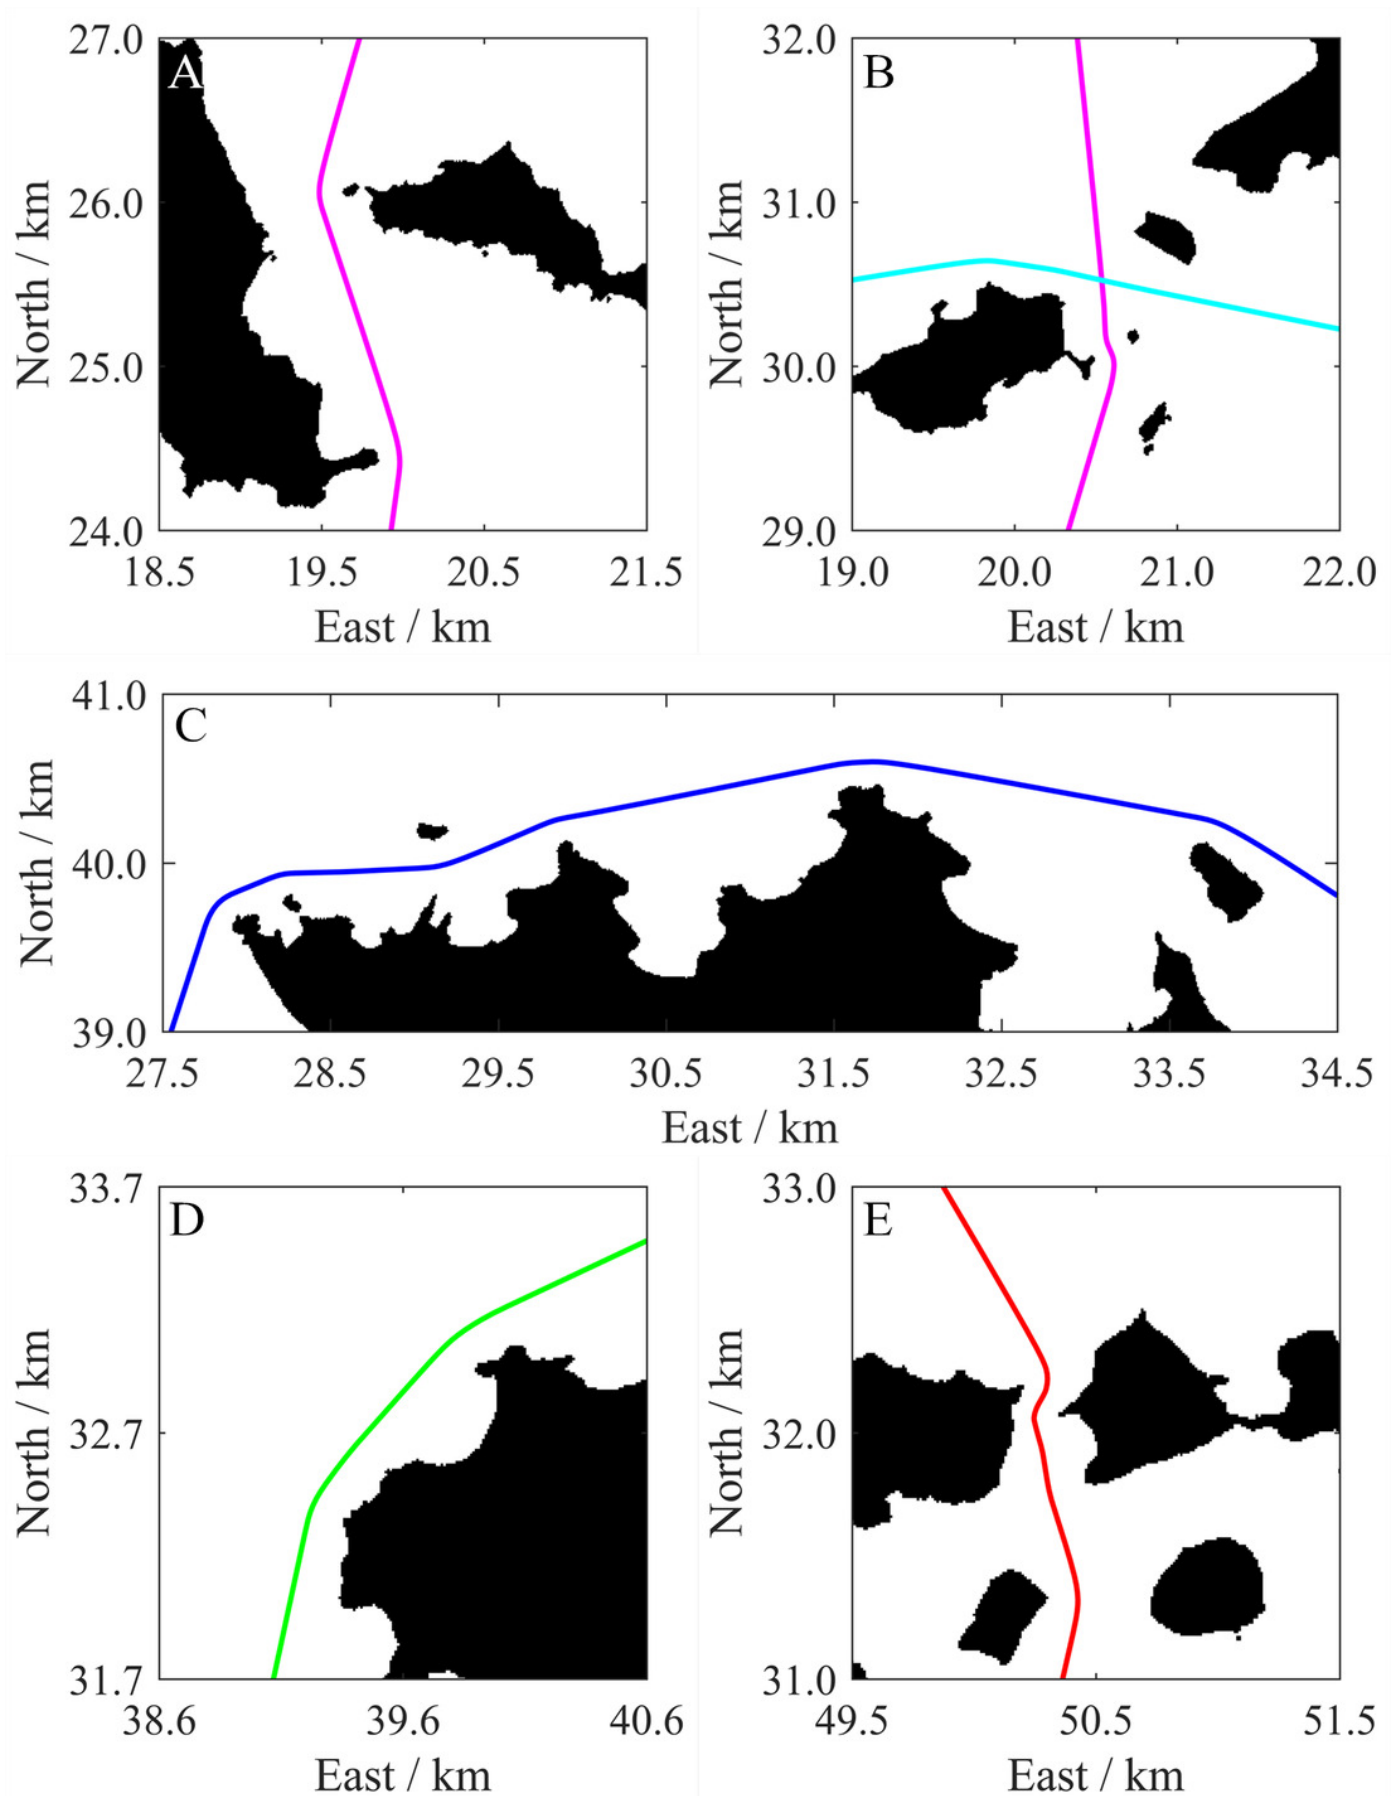 A
27.0
26.0
25.0
24.0
North / km
18.5 19.5 20.5 21.5
East / km
B
32.0
31.0
30.0
29.0
North / km
19.0 20.0 21.0 22.0
East / km
C
41.0
40.0
39.0
North / km
27.5 28.5 29.5 30.5 31.5 32.5 33.5 34.5
East / km
D
33.7
32.7
31.7
North / km
38.6 39.6 40.6
East / km
E
33.0
32.0
31.0
North / km
49.5 50.5 51.5
East / km